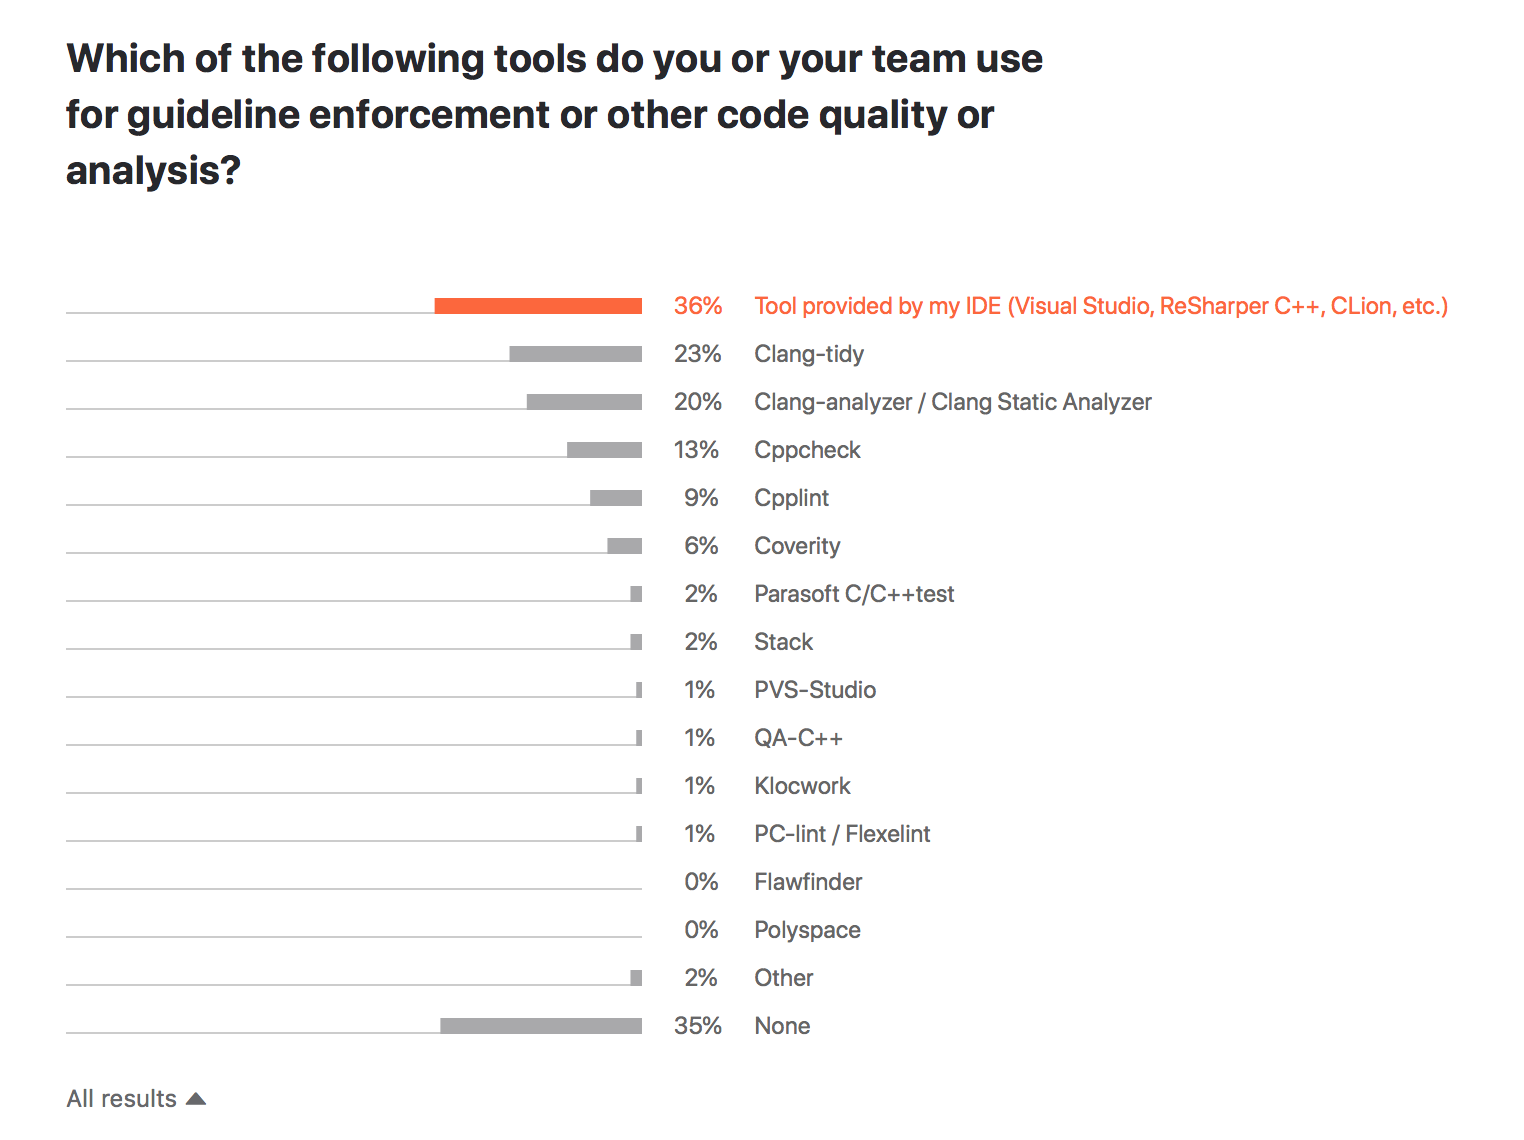 Which of the following tools do you or your team use
for guideline enforcement or other code quality or
analysis?
36% Tool provided by my IDE (Visual Studio, ReSharper C++, CLion, etc.)
23% Clang-tidy
20% Clang-analyzer / Clang Static Analyzer
13% Cppcheck
9% Cpplint
6% Coverity
2% Parasoft C/C++test
2% Stack
1% PVS-Studio
1% QA-C++
1% Klocwork
1% PC-lint / Flexelint
0% Flawfinder
0% Polyspace
2% Other
35% None
All results